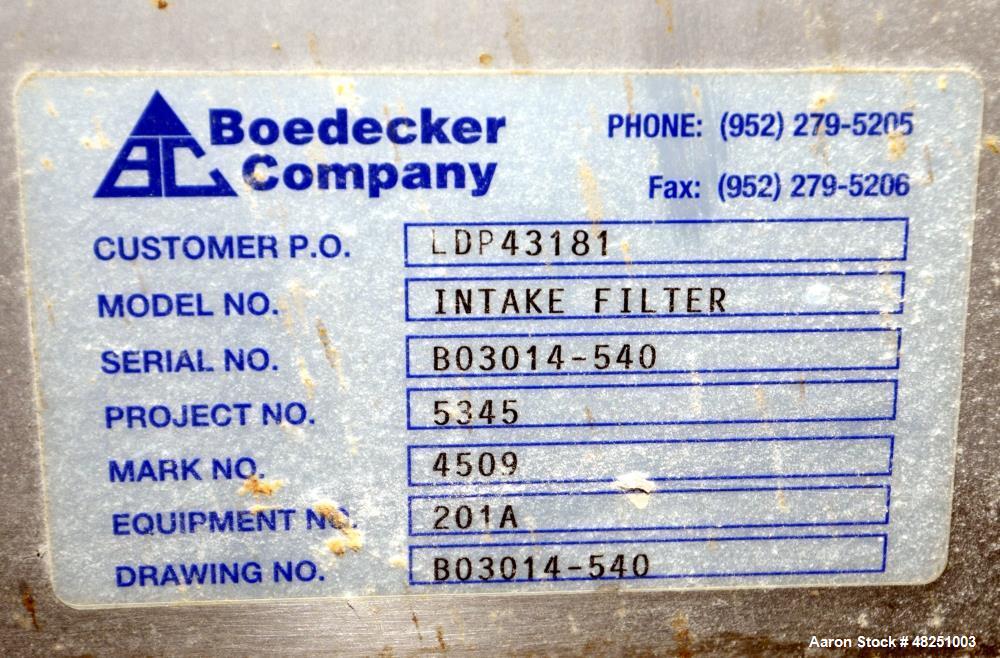 BC Boedecker Company
PHONE: (952) 279-5205
Fax: (952) 279-5206
CUSTOMER P.O. LDP43181
MODEL NO. INTAKE FILTER
SERIAL NO. B03014-540
PROJECT NO. 5345
MARK NO. 4509
EQUIPMENT NO. 201A
DRAWING NO. B03014-540
Aaron Stock # 48251003